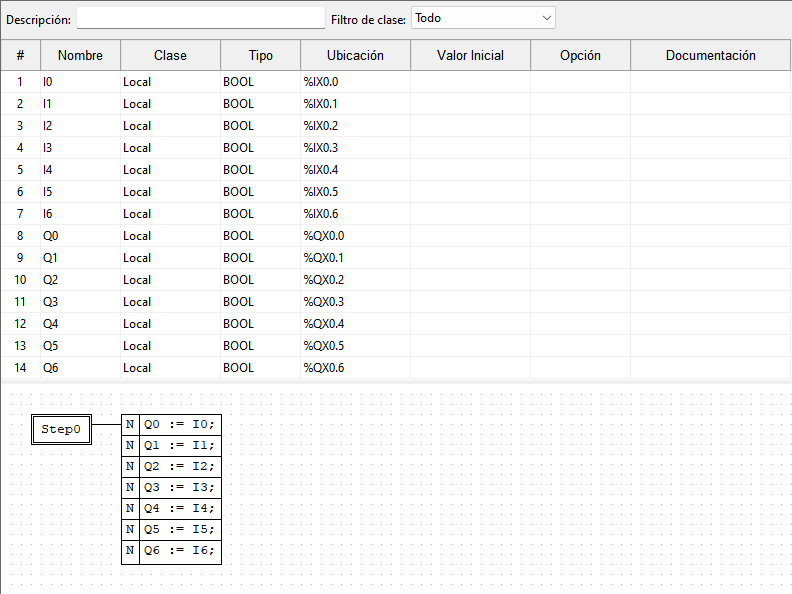 Descripción: Filtro de clase: Todo
# Nombre Clase Tipo Ubicación Valor Inicial Opción Documentación
1 I0 Local BOOL %IX0.0
2 I1 Local BOOL %IX0.1
3 I2 Local BOOL %IX0.2
4 I3 Local BOOL %IX0.3
5 I4 Local BOOL %IX0.4
6 I5 Local BOOL %IX0.5
7 I6 Local BOOL %IX0.6
8 Q0 Local BOOL %QX0.0
9 Q1 Local BOOL %QX0.1
10 Q2 Local BOOL %QX0.2
11 Q3 Local BOOL %QX0.3
12 Q4 Local BOOL %QX0.4
13 Q5 Local BOOL %QX0.5
14 Q6 Local BOOL %QX0.6
Step0 N Q0 := I0;
N Q1 := I1;
N Q2 := I2;
N Q3 := I3;
N Q4 := I4;
N Q5 := I5;
N Q6 := I6;